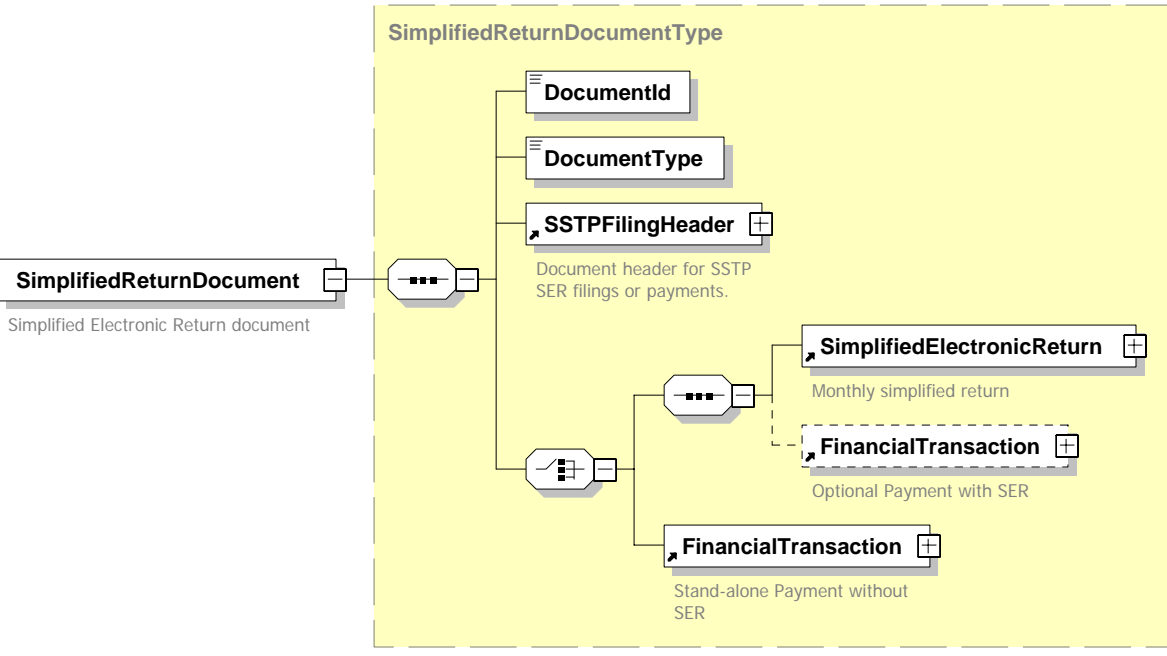 SimplifiedReturnDocumentType
DocumentId
DocumentType
SSTPFilingHeader
Document header for SSTP
SER filings or payments.
SimplifiedReturnDocument
Simplified Electronic Return document
SimplifiedElectronicReturn
Monthly simplified return
FinancialTransaction
Optional Payment with SER
FinancialTransaction
Stand-alone Payment without
SER